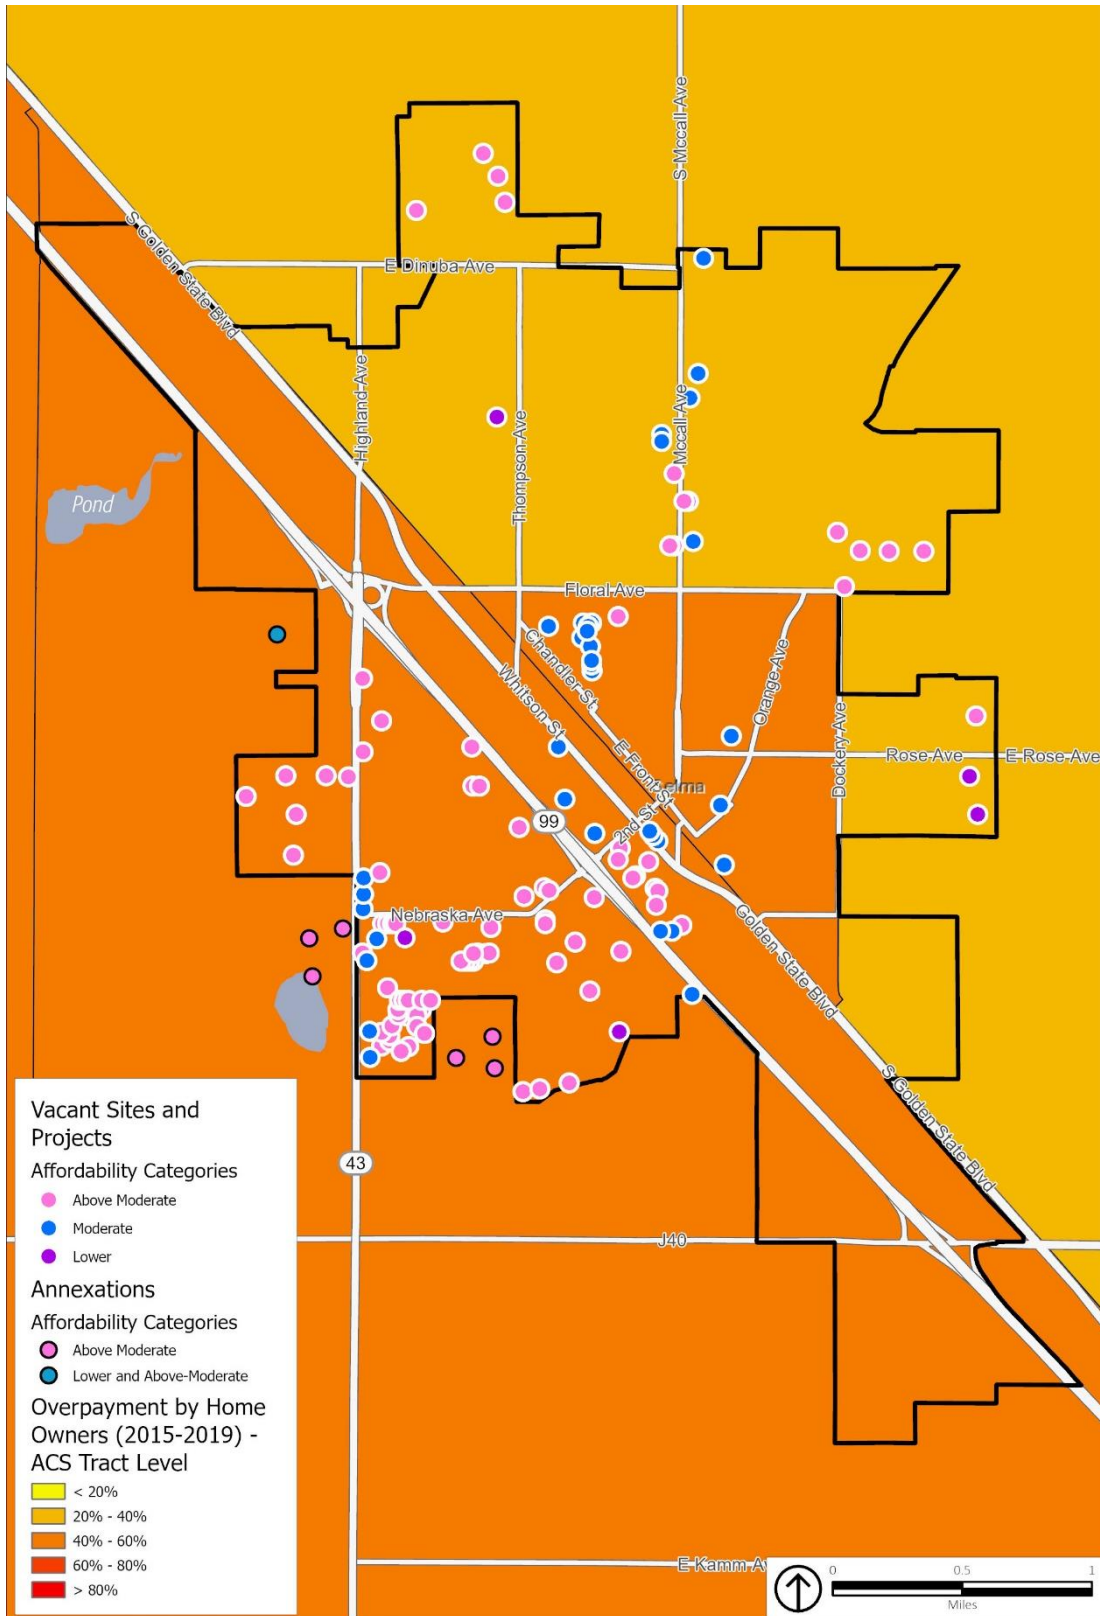 S Mccall Ave
S Golden State Blvd
E Dinuba Ave
Highland Ave
Thompson Ave
Mccall Ave
Pond
Floral Ave
Chandler St
Whitson St
Orange Ave
E Front St
Dockery Ave
Rose Ave
E Rose Ave
2nd St
99
Nebraska Ave
Golden State Blvd
S Golden State Blvd
43
J40
E Kamm Av
Vacant Sites and
Projects
Affordability Categories
Above Moderate
Moderate
Lower
Annexations
Affordability Categories
Above Moderate
Lower and Above-Moderate
Overpayment by Home
Owners (2015-2019) -
ACS Tract Level
< 20%
20% - 40%
40% - 60%
60% - 80%
> 80%
0 0.5 1
Miles